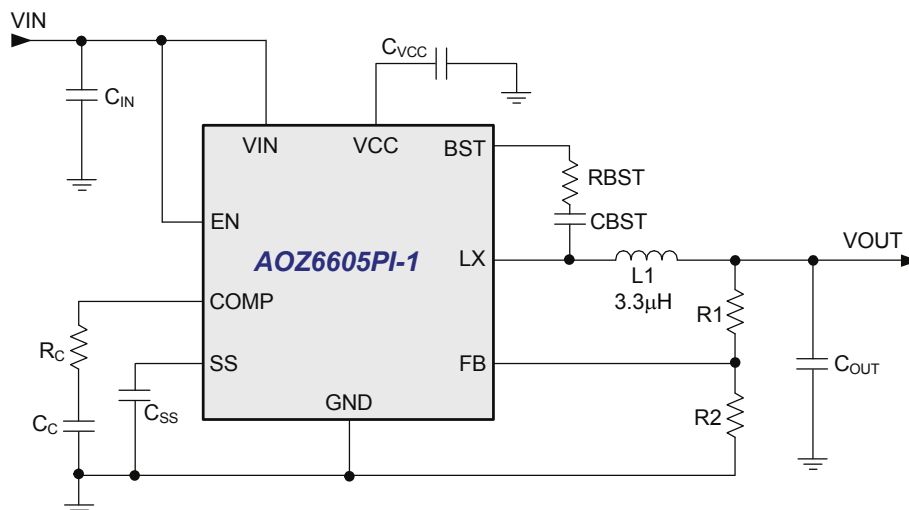 VIN
CVCC
CIN
VIN
VCC
BST
RBST
CBST
EN
AOZ6605PI-1
LX
VOUT
L1
3.3μH
COMP
R1
RC
SS
FB
COUT
CSS
GND
R2
CC